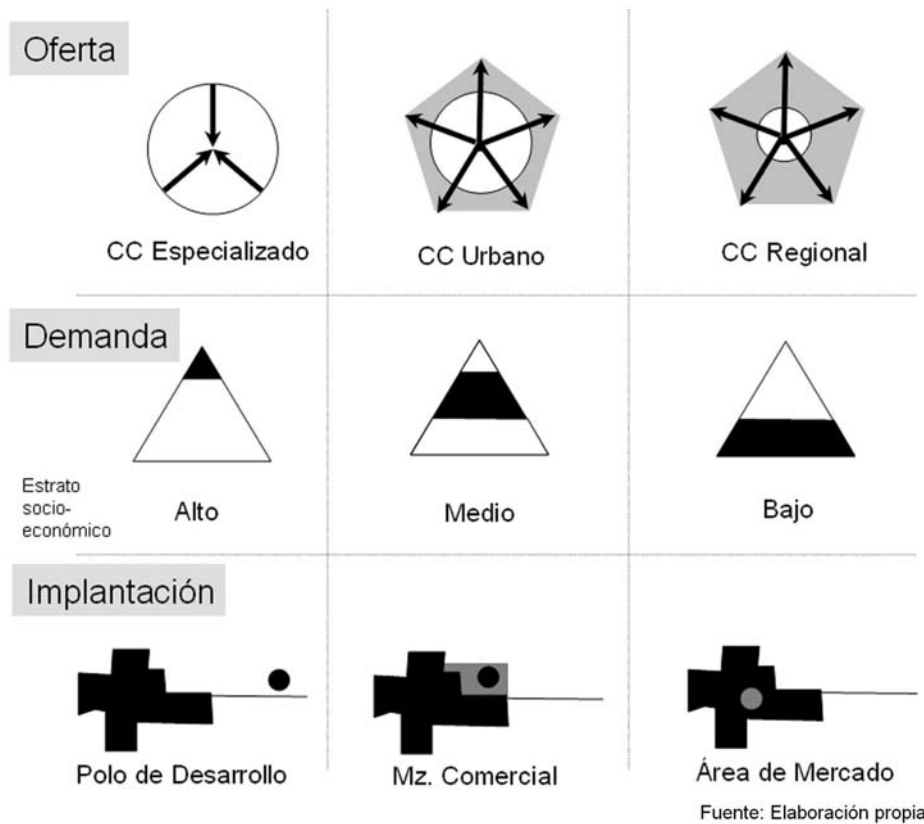 Oferta
CC Especializado
CC Urbano
CC Regional
Demanda
Estrato
socio-
económico
Alto
Medio
Bajo
Implantación
Polo de Desarrollo
Mz. Comercial
Área de Mercado
Fuente: Elaboración propia